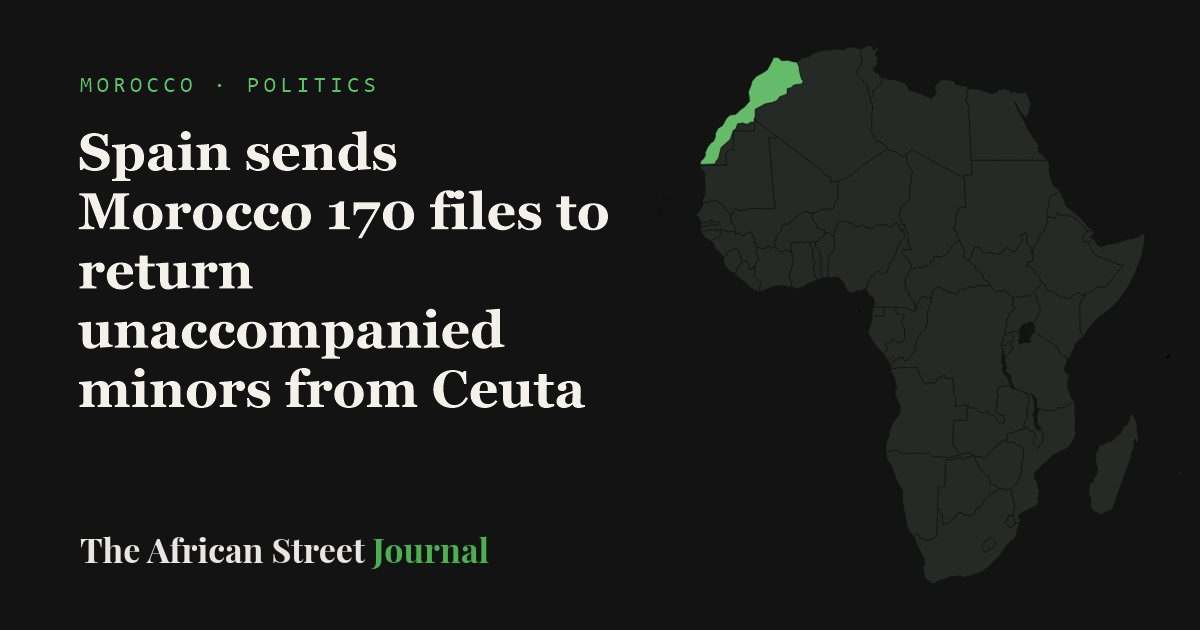 MOROCCO · POLITICS
Spain sends
Morocco 170 files to
return
unaccompanied
minors from Ceuta
The African Street Journal